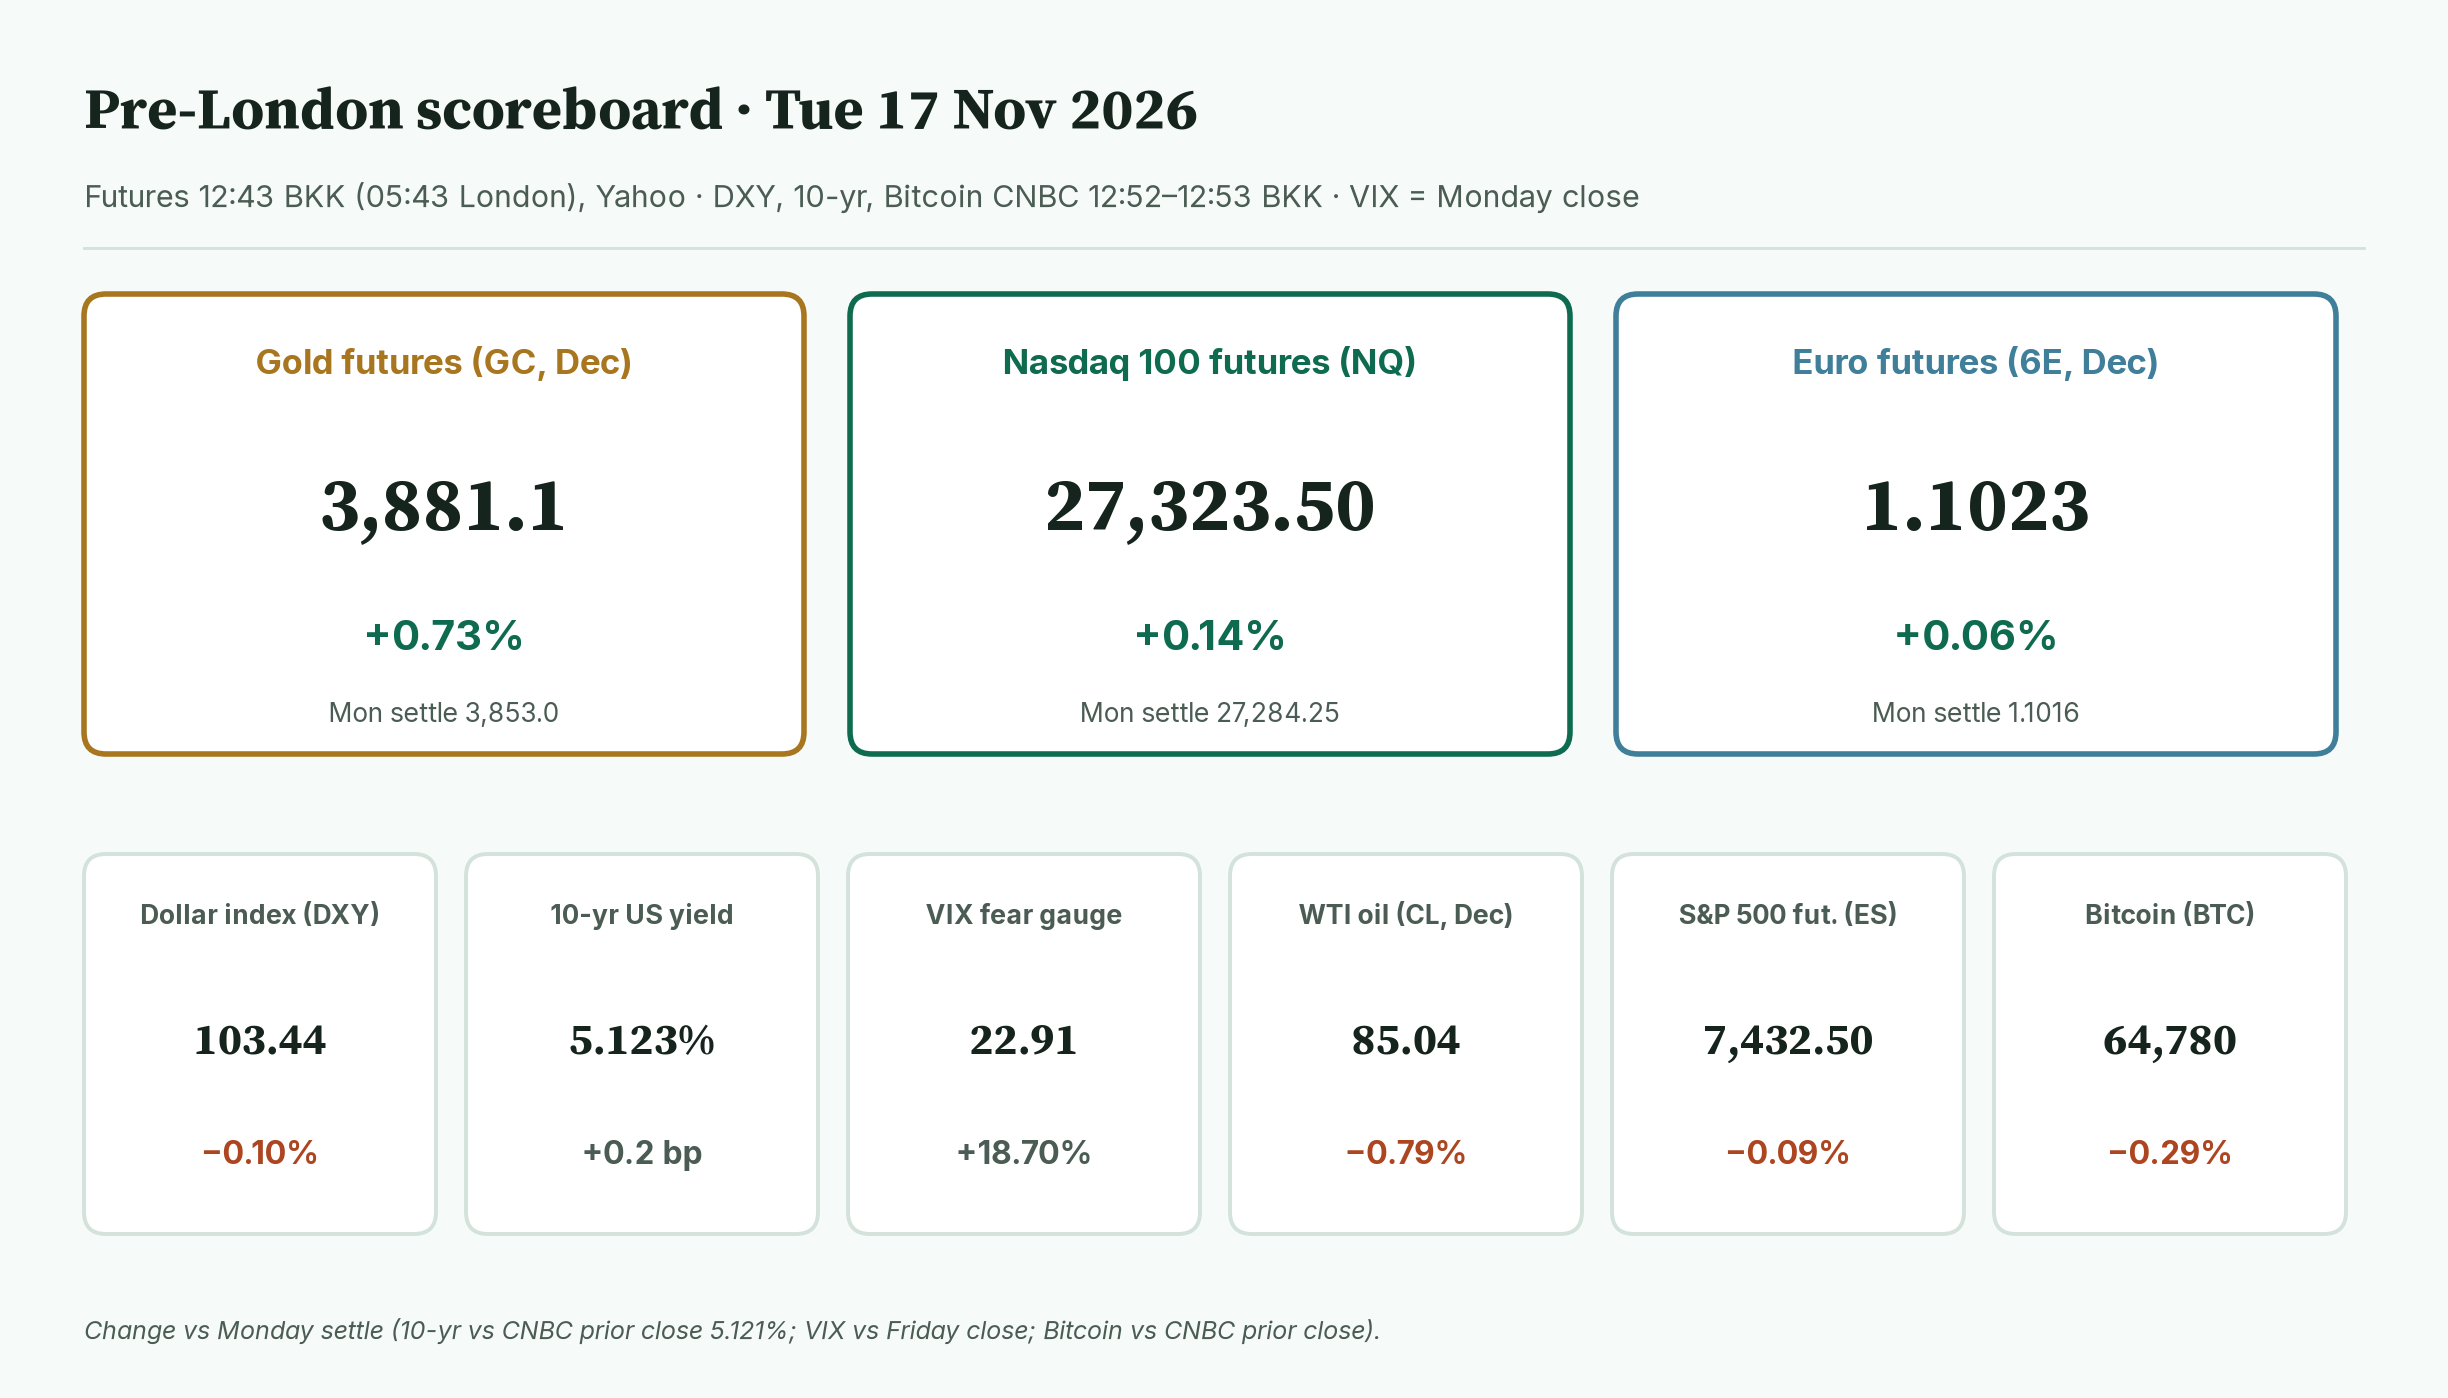 Pre-London scoreboard · Tue 17 Nov 2026
Futures 12:43 BKK (05:43 London), Yahoo · DXY, 10-yr, Bitcoin CNBC 12:52–12:53 BKK · VIX = Monday close
Gold futures (GC, Dec)
3,881.1
+0.73%
Mon settle 3,853.0
Nasdaq 100 futures (NQ)
27,323.50
+0.14%
Mon settle 27,284.25
Euro futures (6E, Dec)
1.1023
+0.06%
Mon settle 1.1016
Dollar index (DXY)
103.44
−0.10%
10-yr US yield
5.123%
+0.2 bp
VIX fear gauge
22.91
+18.70%
WTI oil (CL, Dec)
85.04
−0.79%
S&P 500 fut. (ES)
7,432.50
−0.09%
Bitcoin (BTC)
64,780
−0.29%
Change vs Monday settle (10-yr vs CNBC prior close 5.121%; VIX vs Friday close; Bitcoin vs CNBC prior close).